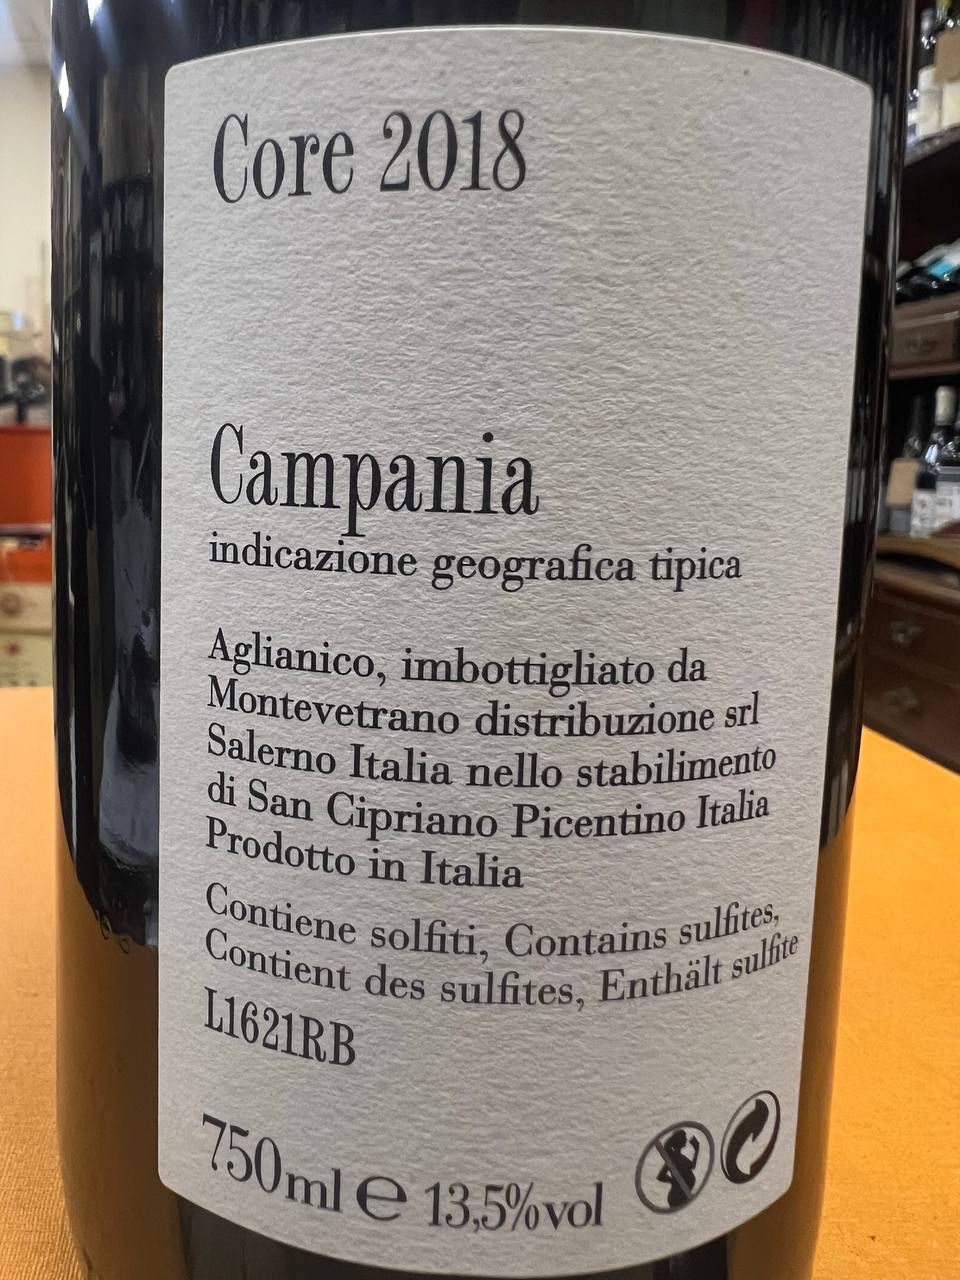 Core 2018
Campania
indicazione geografica tipica
Aglianico, imbottigliato da
Montevetrano distribuzione srl
Salerno Italia nello stabilimento
di San Cipriano Picentino Italia
Prodotto in Italia
Contiene solfiti, Contains sulfites,
Contient des sulfites, Enthält sulfite
L1621RB
750ml e 13,5%vol